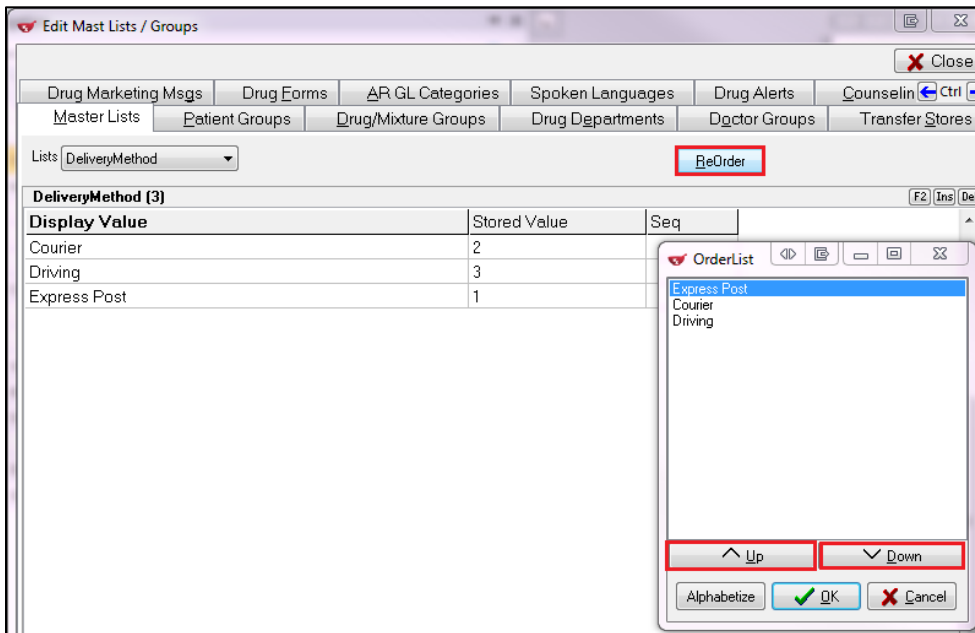 Edit Mast Lists / Groups
Close
Drug Marketing Msgs Drug Forms AR GL Categories Spoken Languages Drug Alerts Counselin Ctrl
Master Lists Patient Groups Drug/Mixture Groups Drug Departments Doctor Groups Transfer Stores
Lists DeliveryMethod ReOrder
DeliveryMethod (3) F2 Ins De
Display Value Stored Value Seq
Courier 2
Driving 3
Express Post 1
OrderList
Express Post
Courier
Driving
Up Down
Alphabetize OK Cancel